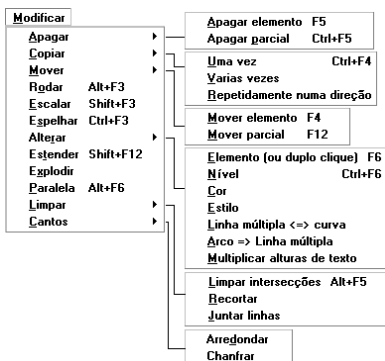 Modificar
Apagar
Copiar
Mover
Rodar Alt+F3
Escalar Shift+F3
Espelhar Ctrl+F3
Alterar
Estender Shift+F12
Explodir
Paralela Alt+F6
Limpar
Cantos
Apagar elemento F5
Apagar parcial Ctrl+F5
Uma vez Ctrl+F4
Varias vezes
Repetidamente numa direção
Mover elemento F4
Mover parcial F12
Elemento (ou duplo clique) F6
Nível Ctrl+F6
Cor
Estilo
Linha múltipla <=> curva
Arco => Linha múltipla
Multiplicar alturas de texto
Limpar intersecções Alt+F5
Recortar
Juntar linhas
Arredondar
Chanfrar